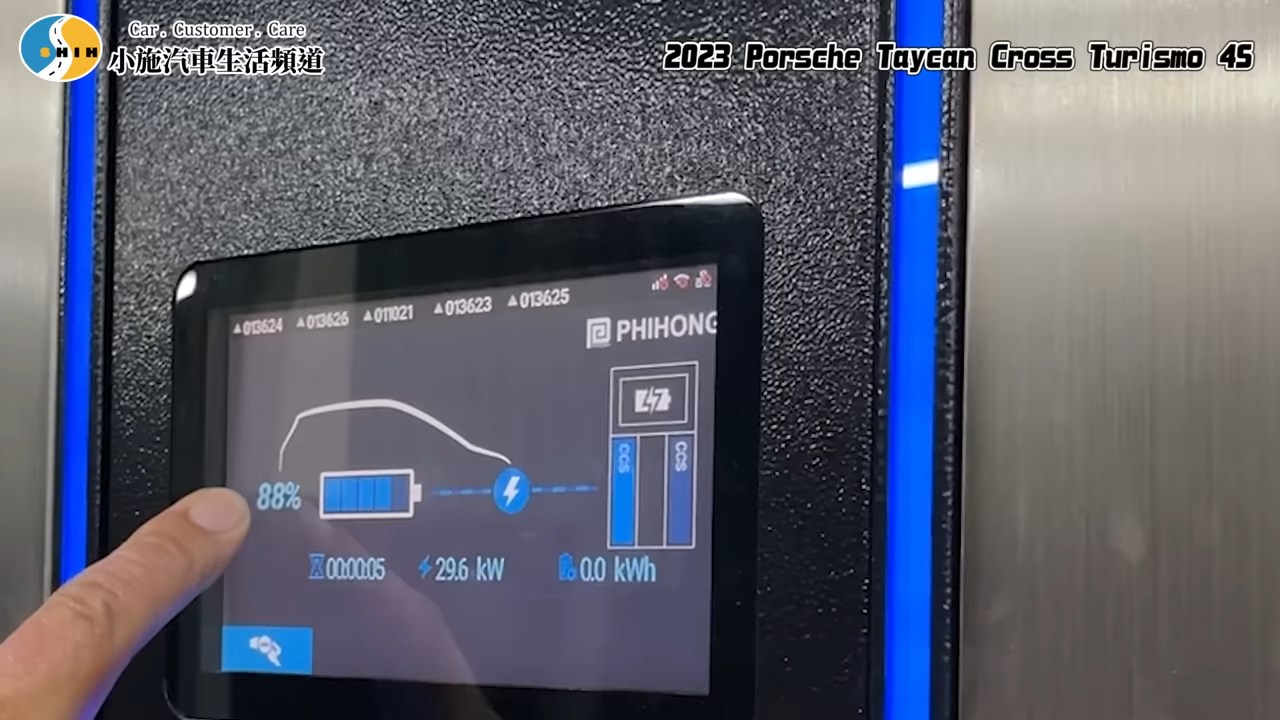 Car. Customer. Care
SHIH
小施汽車生活頻道
2023 Porsche Taycan Cross Turismo 4S
▲013624 ▲013626 ▲011021 ▲013623 ▲013625
PHIHONG
CCS CCS
88%
00:00:05 29.6 kW 0.0 kWh